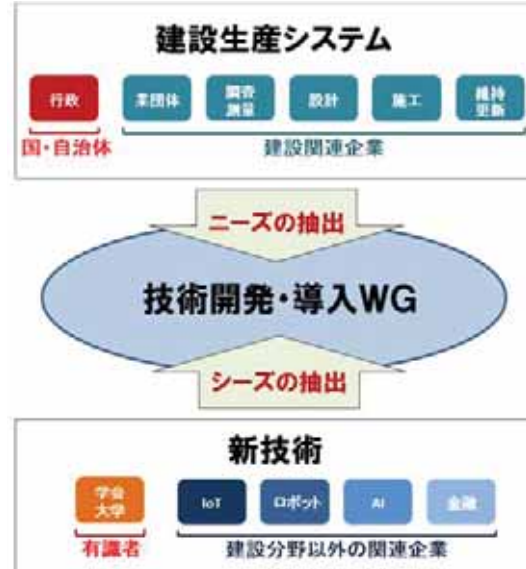 建設生産システム
行政
業団体
調査
測量
設計
施工
維持
更新
国・自治体
建設関連企業
ニーズの抽出
技術開発・導入WG
シーズの抽出
新技術
学会
大学
IoT
ロボット
AI
金融
有識者
建設分野以外の関連企業